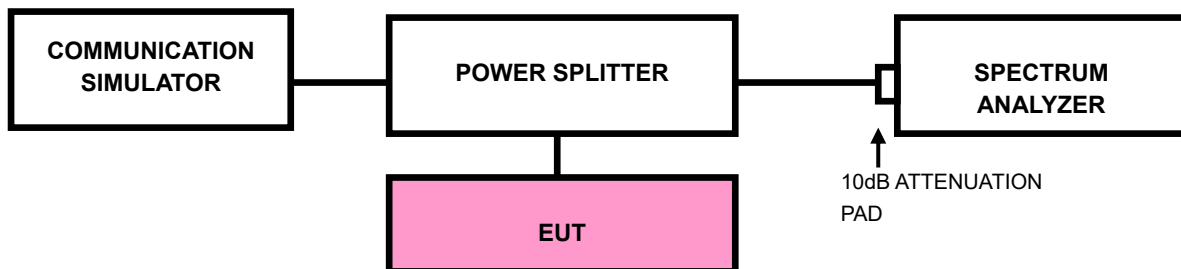 COMMUNICATION
SIMULATOR
POWER SPLITTER
SPECTRUM
ANALYZER
10dB ATTENUATION
PAD
EUT